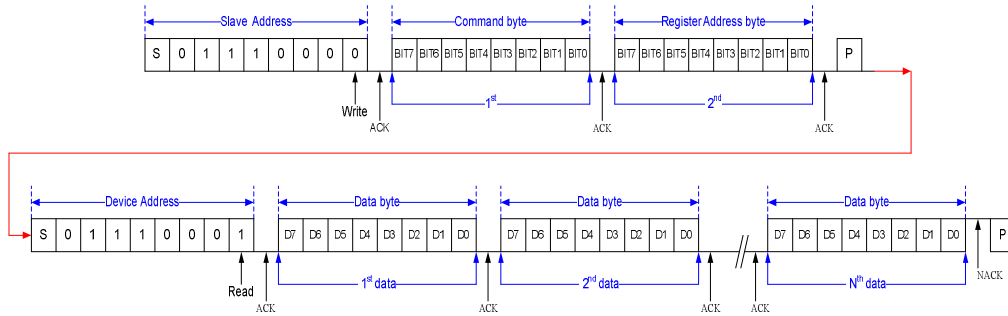 Slave Address Command byte Register Address byte
S 0 1 1 1 0 0 0 0 BIT7 BIT6 BIT5 BIT4 BIT3 BIT2 BIT1 BIT0 BIT7 BIT6 BIT5 BIT4 BIT3 BIT2 BIT1 BIT0 P
1st 2nd
Write ACK ACK ACK
Device Address Data byte Data byte Data byte
S 0 1 1 1 0 0 0 1 D7 D6 D5 D4 D3 D2 D1 D0 D7 D6 D5 D4 D3 D2 D1 D0 // D7 D6 D5 D4 D3 D2 D1 D0 P
1st data 2nd data Nth data NACK
Read ACK ACK ACK ACK